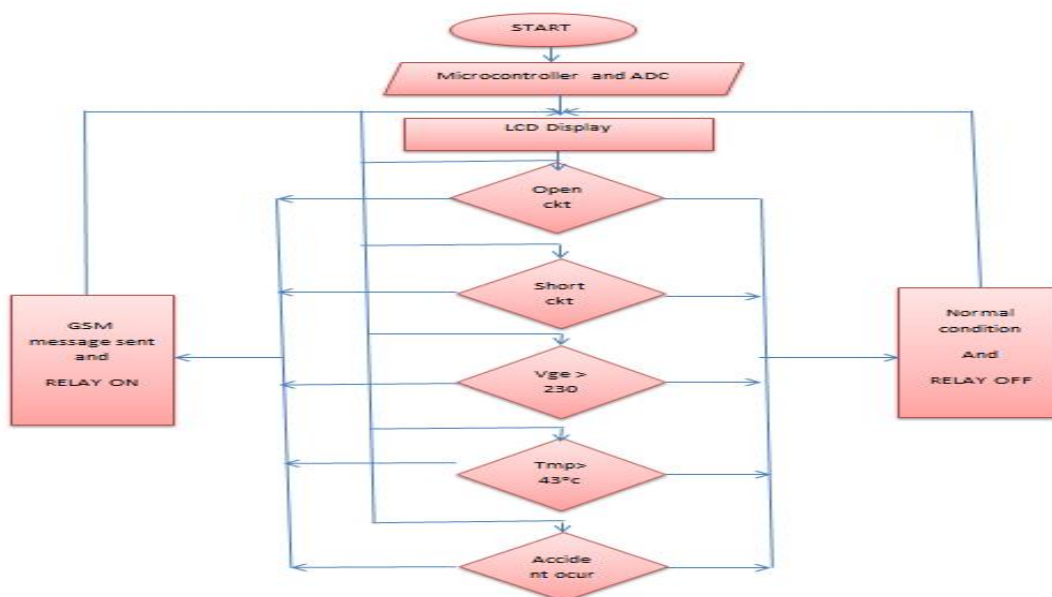 START
Microcontroller and ADC
LCD Display
Open
ckt
Short
ckt
GSM
message sent
and
RELAY ON
Normal
condition
And
RELAY OFF
Vge >
230
Tmp>
43°c
Accide
nt ocur